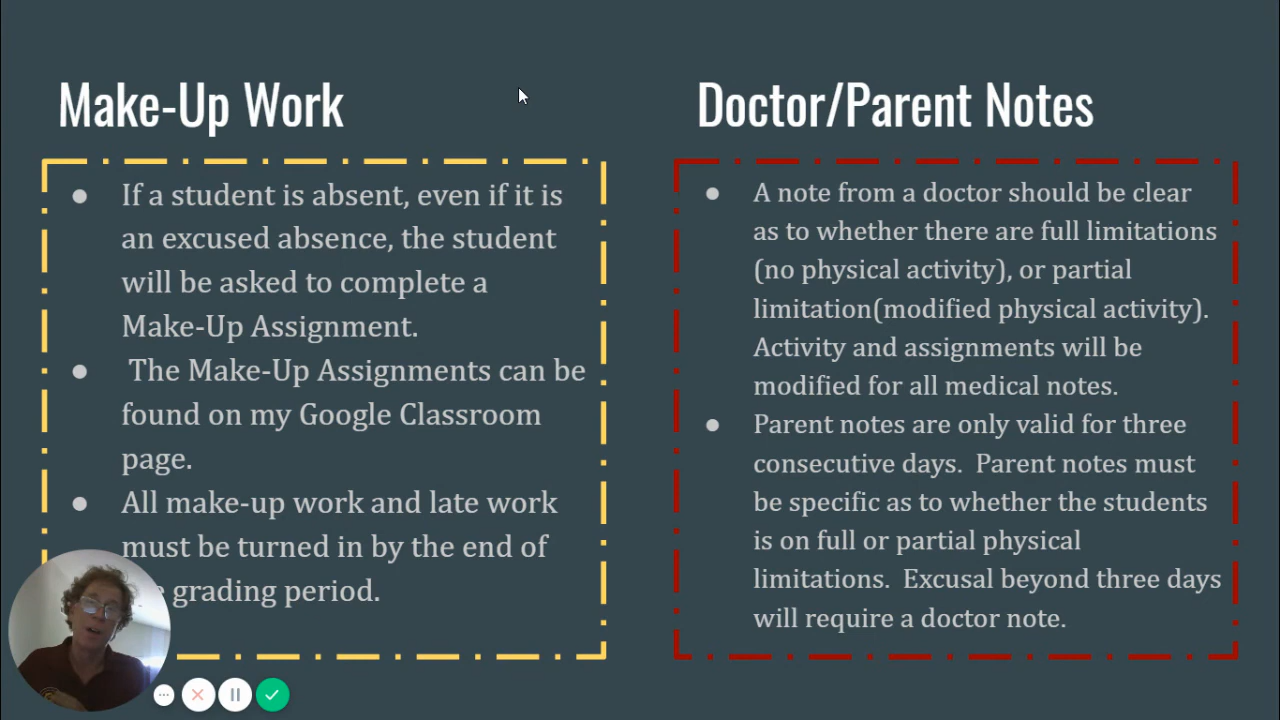 Make-Up Work
● If a student is absent, even if it is
an excused absence, the student
will be asked to complete a
Make-Up Assignment.
● The Make-Up Assignments can be
found on my Google Classroom
page.
● All make-up work and late work
must be turned in by the end of
grading period.
Doctor/Parent Notes
● A note from a doctor should be clear
as to whether there are full limitations
(no physical activity), or partial
limitation(modified physical activity).
Activity and assignments will be
modified for all medical notes.
● Parent notes are only valid for three
consecutive days.  Parent notes must
be specific as to whether the students
is on full or partial physical
limitations.  Excusal beyond three days
will require a doctor note.